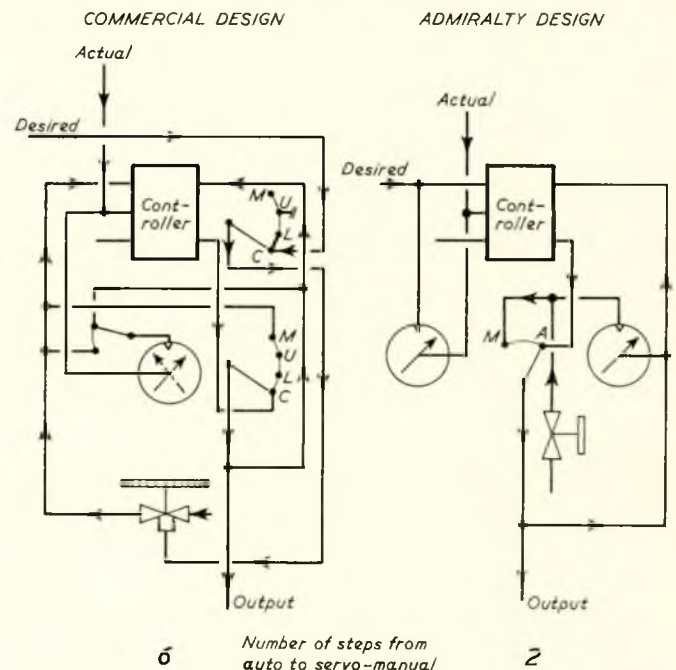 COMMERCIAL DESIGN
ADMIRALTY DESIGN
Actual
Desired
Cont-
roller
M
U
L
C
M
U
L
C
Output
Actual
Desired
Cont-
roller
M
A
Output
6
Number of steps from
auto to servo-manual
2